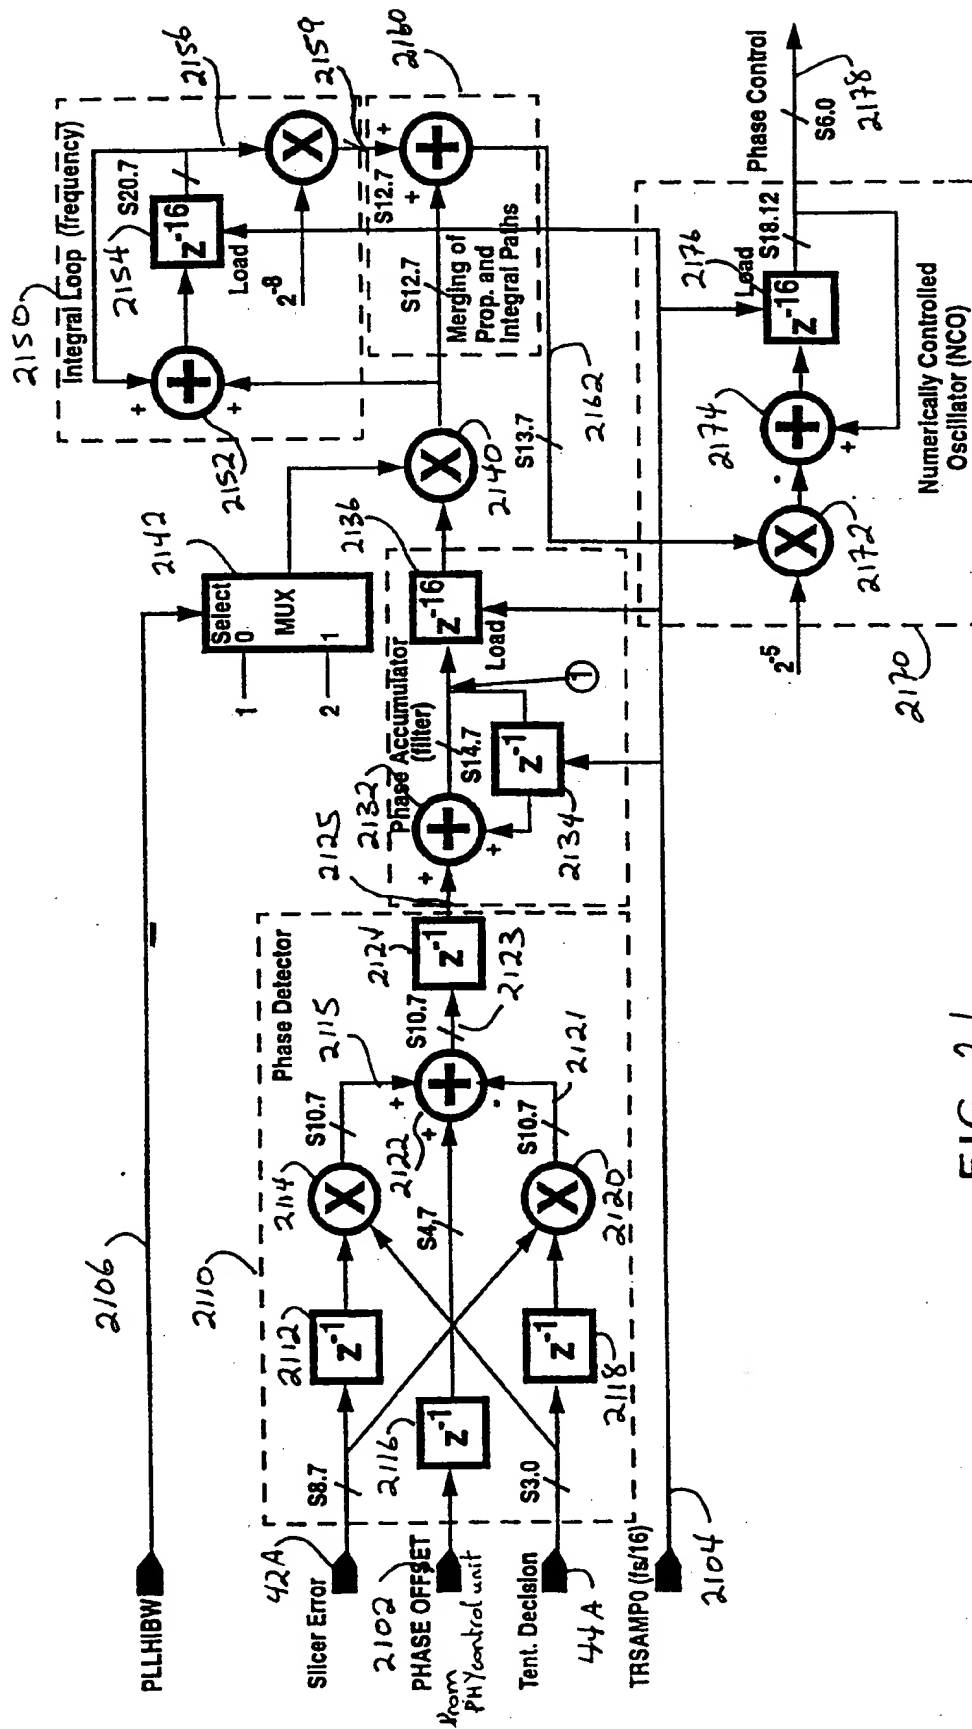 PLLHIBW
2106
Slicer Error
42A
PHASE OFFSET
2102
from
PHY control unit
Tent. Decision
44A
TRSAMP0 (fs/16)
2104
2110
Phase Detector
S8.7
2112
z-1
2114
X
S10.7
2115
2116
z-1
S4,7
2122
+
+
+
-
S10.7
2123
2124
z-1
2125
S3.0
2118
z-1
2120
X
S10.7
2121
Phase Accumulator
(filter)
2132
+
+
+
S14.7
1
z-1
2134
z-16
2136
Load
2142
Select
0
MUX
1
1
2
X
2140
2150
Integral Loop (frequency)
2152
+
+
+
2154
z-16
Load
S20.7
2156
X
2-8
2159
2160
S12.7
+
+
+
S12.7
Merging of
Prop. and
Integral Paths
S13.7
2162
2170
2-5
X
2172
-
+
+
2174
2176
Load
z-16
S18.12
Numerically Controlled
Oscillator (NCO)
Phase Control
S6.0
2178
FIG. 21